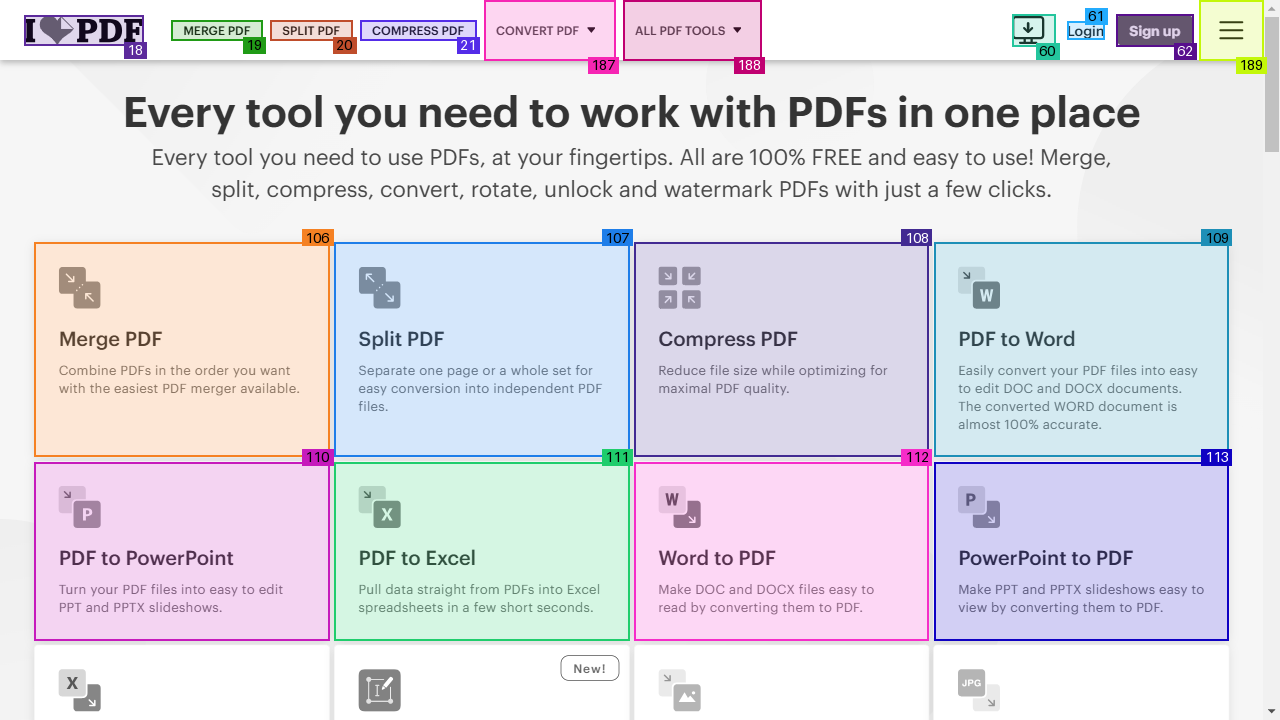 I PDF
18
MERGE PDF
19
SPLIT PDF
20
COMPRESS PDF
21
CONVERT PDF
187
ALL PDF TOOLS
188
60
61
Login
Sign up
62
189
Every tool you need to work with PDFs in one place
Every tool you need to use PDFs, at your fingertips. All are 100% FREE and easy to use! Merge,
split, compress, convert, rotate, unlock and watermark PDFs with just a few clicks.
106
Merge PDF
Combine PDFs in the order you want
with the easiest PDF merger available.
107
Split PDF
Separate one page or a whole set for
easy conversion into independent PDF
files.
108
Compress PDF
Reduce file size while optimizing for
maximal PDF quality.
109
W
PDF to Word
Easily convert your PDF files into easy
to edit DOC and DOCX documents.
The converted WORD document is
almost 100% accurate.
110
P
PDF to PowerPoint
Turn your PDF files into easy to edit
PPT and PPTX slideshows.
111
X
PDF to Excel
Pull data straight from PDFs into Excel
spreadsheets in a few short seconds.
112
W
Word to PDF
Make DOC and DOCX files easy to
read by converting them to PDF.
113
P
PowerPoint to PDF
Make PPT and PPTX slideshows easy to
view by converting them to PDF.
X
New!
JPG